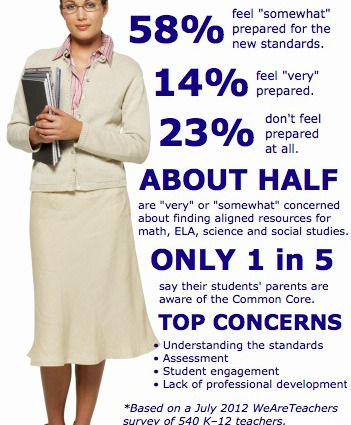 58% feel "somewhat"
prepared for the
new standards.
14% feel "very"
prepared.
23% don't feel
prepared
at all.
ABOUT HALF
are "very" or "somewhat" concerned
about finding aligned resources for
math, ELA, science and social studies.
ONLY 1 in 5
say their students' parents are
aware of the Common Core.
TOP CONCERNS
• Understanding the standards
• Assessment
• Student engagement
• Lack of professional development
*Based on a July 2012 WeAreTeachers
survey of 540 K–12 teachers.